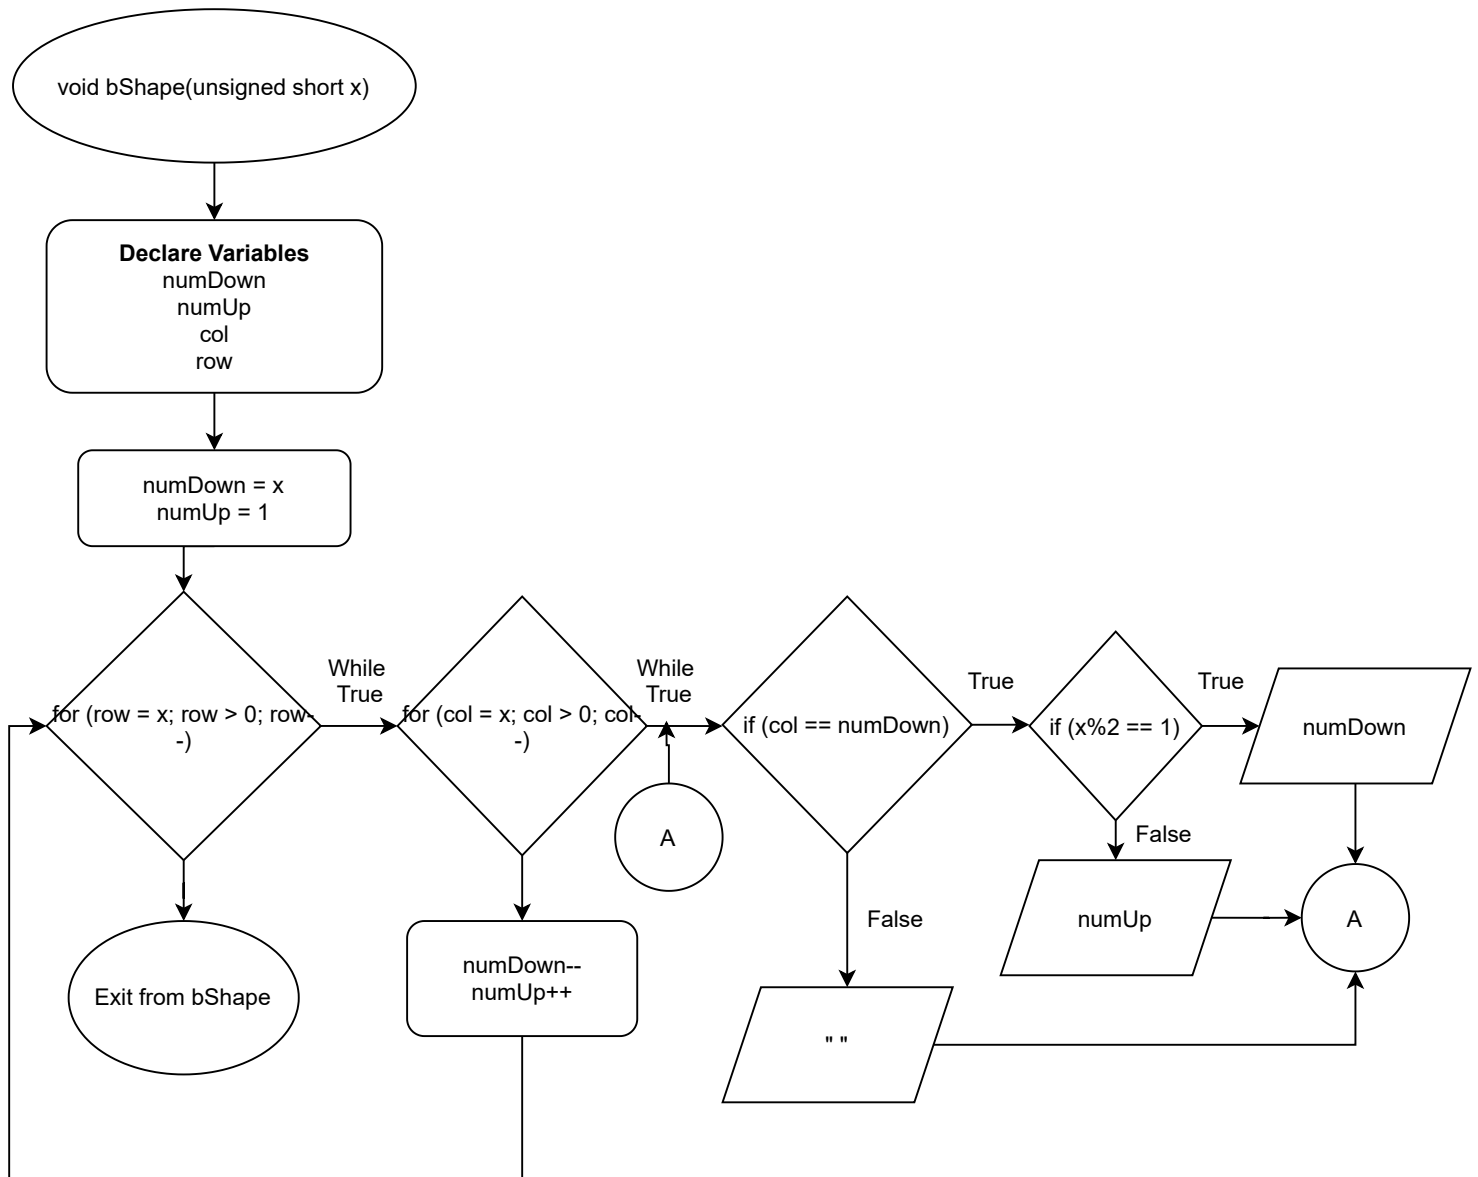 void bShape(unsigned short x)
Declare Variables
numDown
numUp
col
row
numDown = x
numUp = 1
for (row = x; row > 0; row-
-)
While
True
for (col = x; col > 0; col-
-)
While
True
A
if (col == numDown)
True
if (x%2 == 1)
True
numDown
False
numUp
A
False
" "
numDown--
numUp++
Exit from bShape